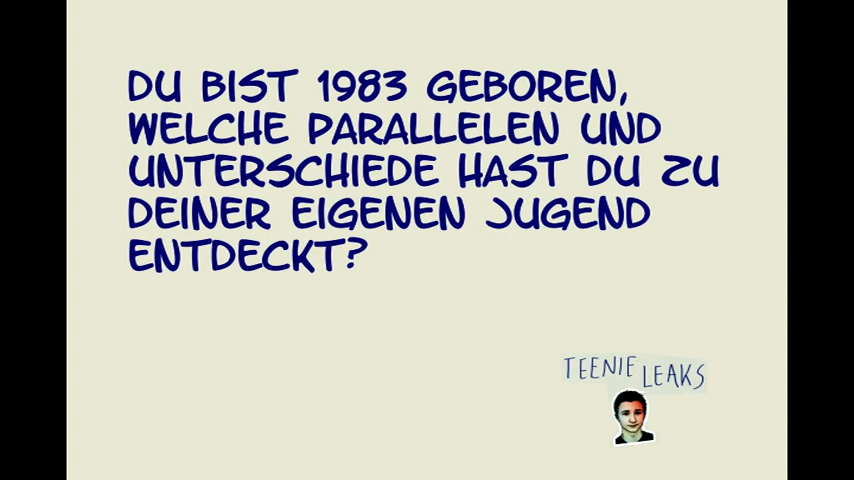 DU BIST 1983 GEBOREN,
WELCHE PARALLELEN UND
UNTERSCHIEDE HAST DU ZU
DEINER EIGENEN JUGEND
ENTDECKT?
TEENIE LEAKS